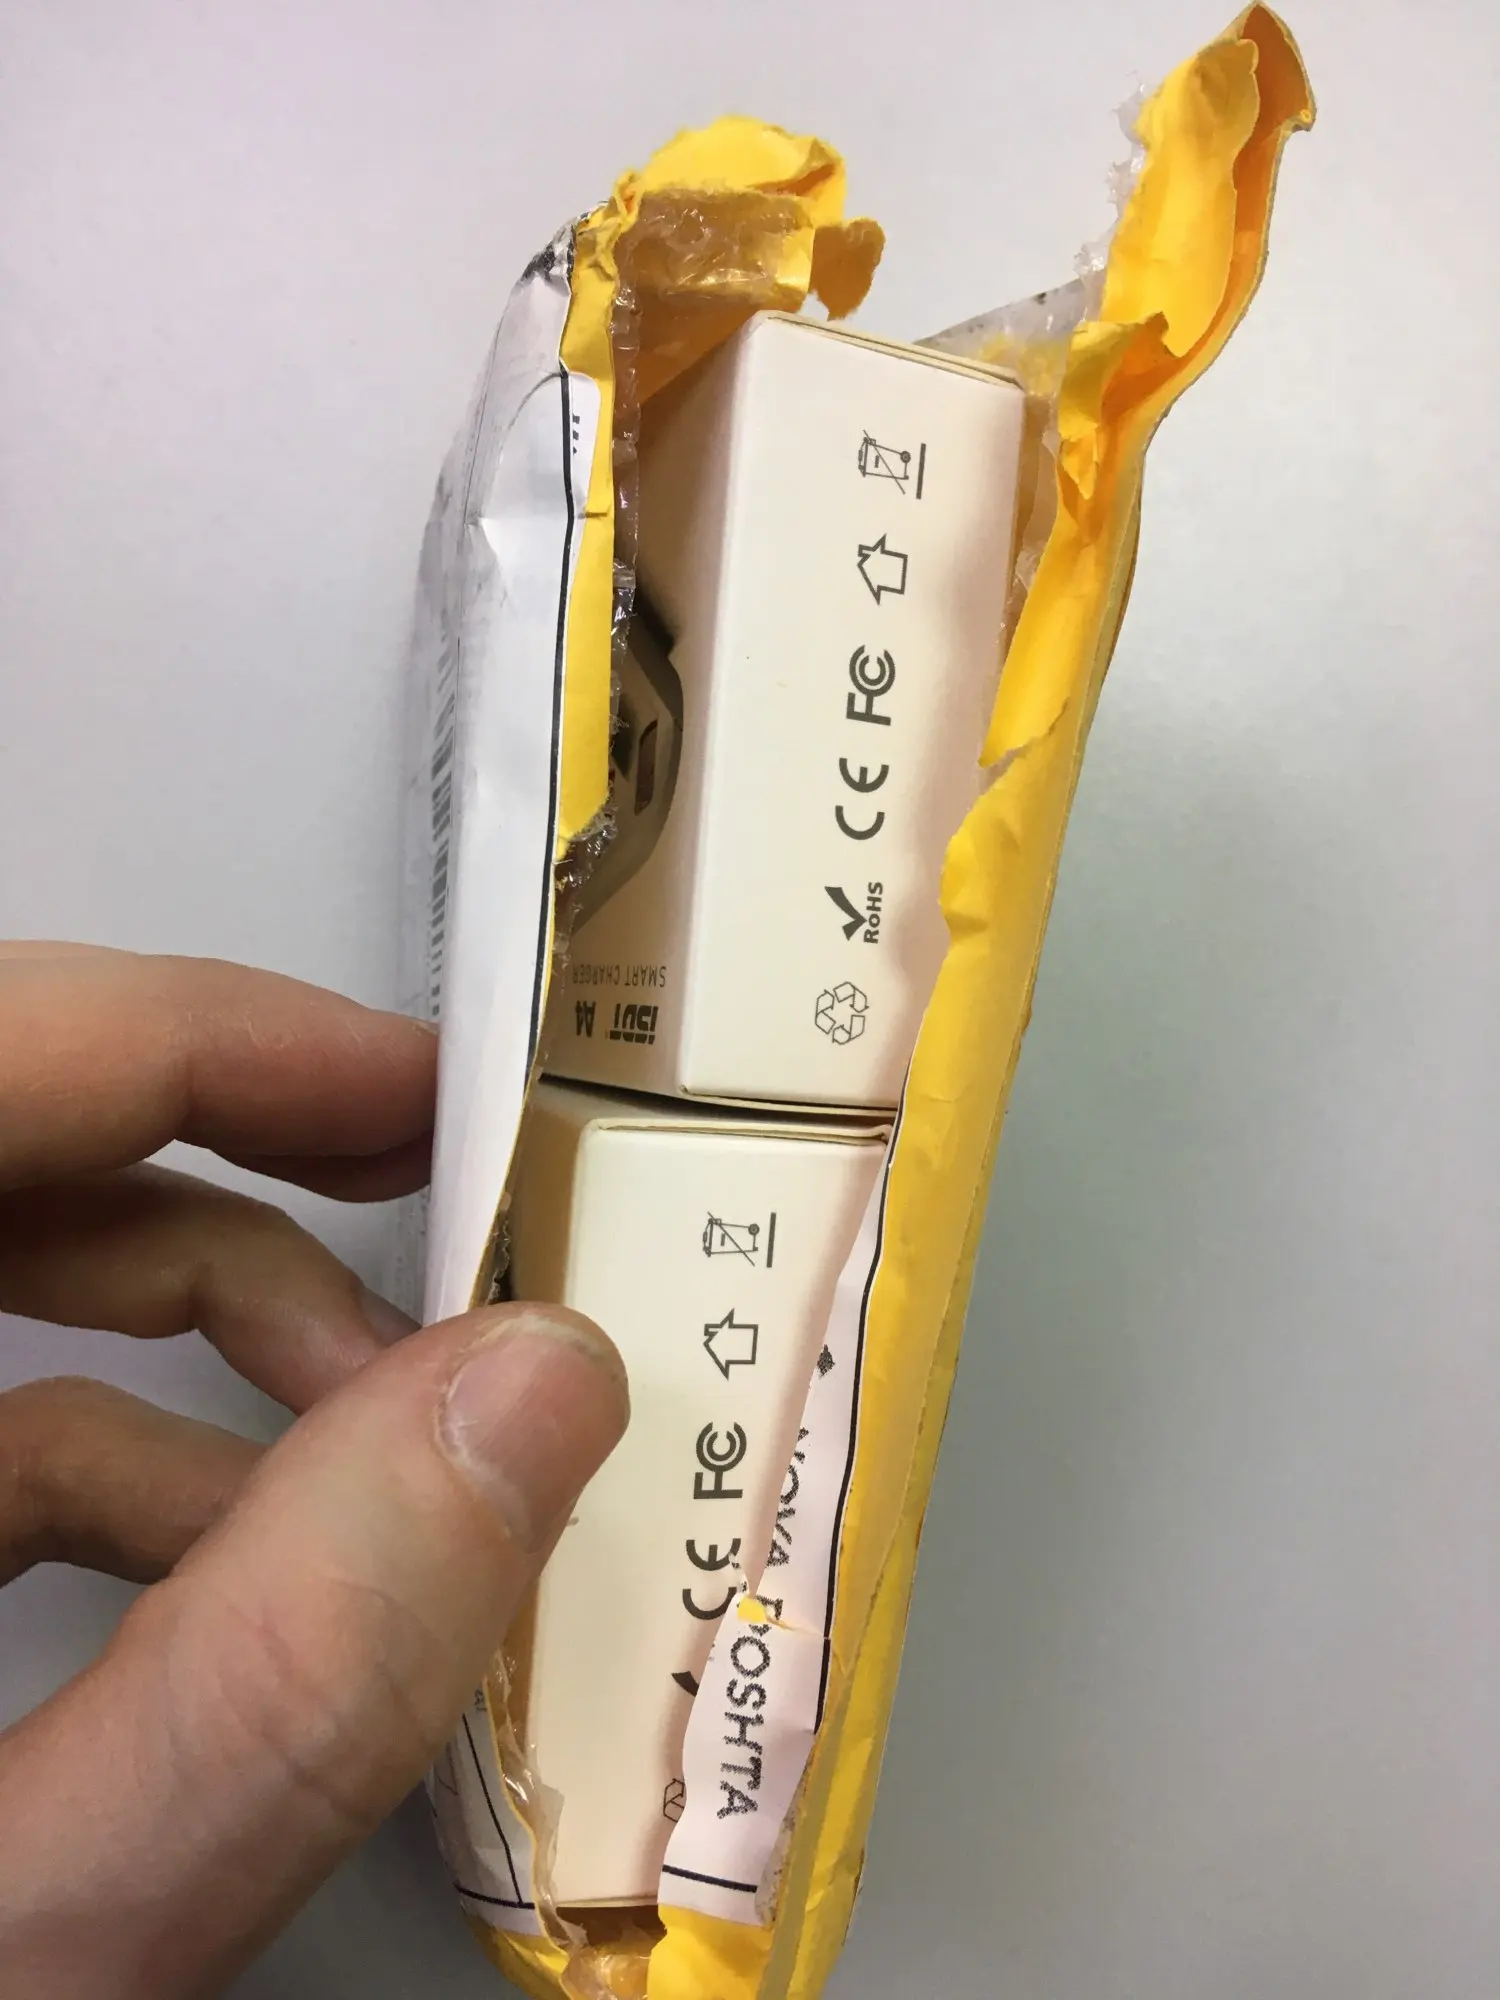 FC
CE
RoHS
SMART CHARGER
ISDT A4
FC
CE
NOVA POSHTA